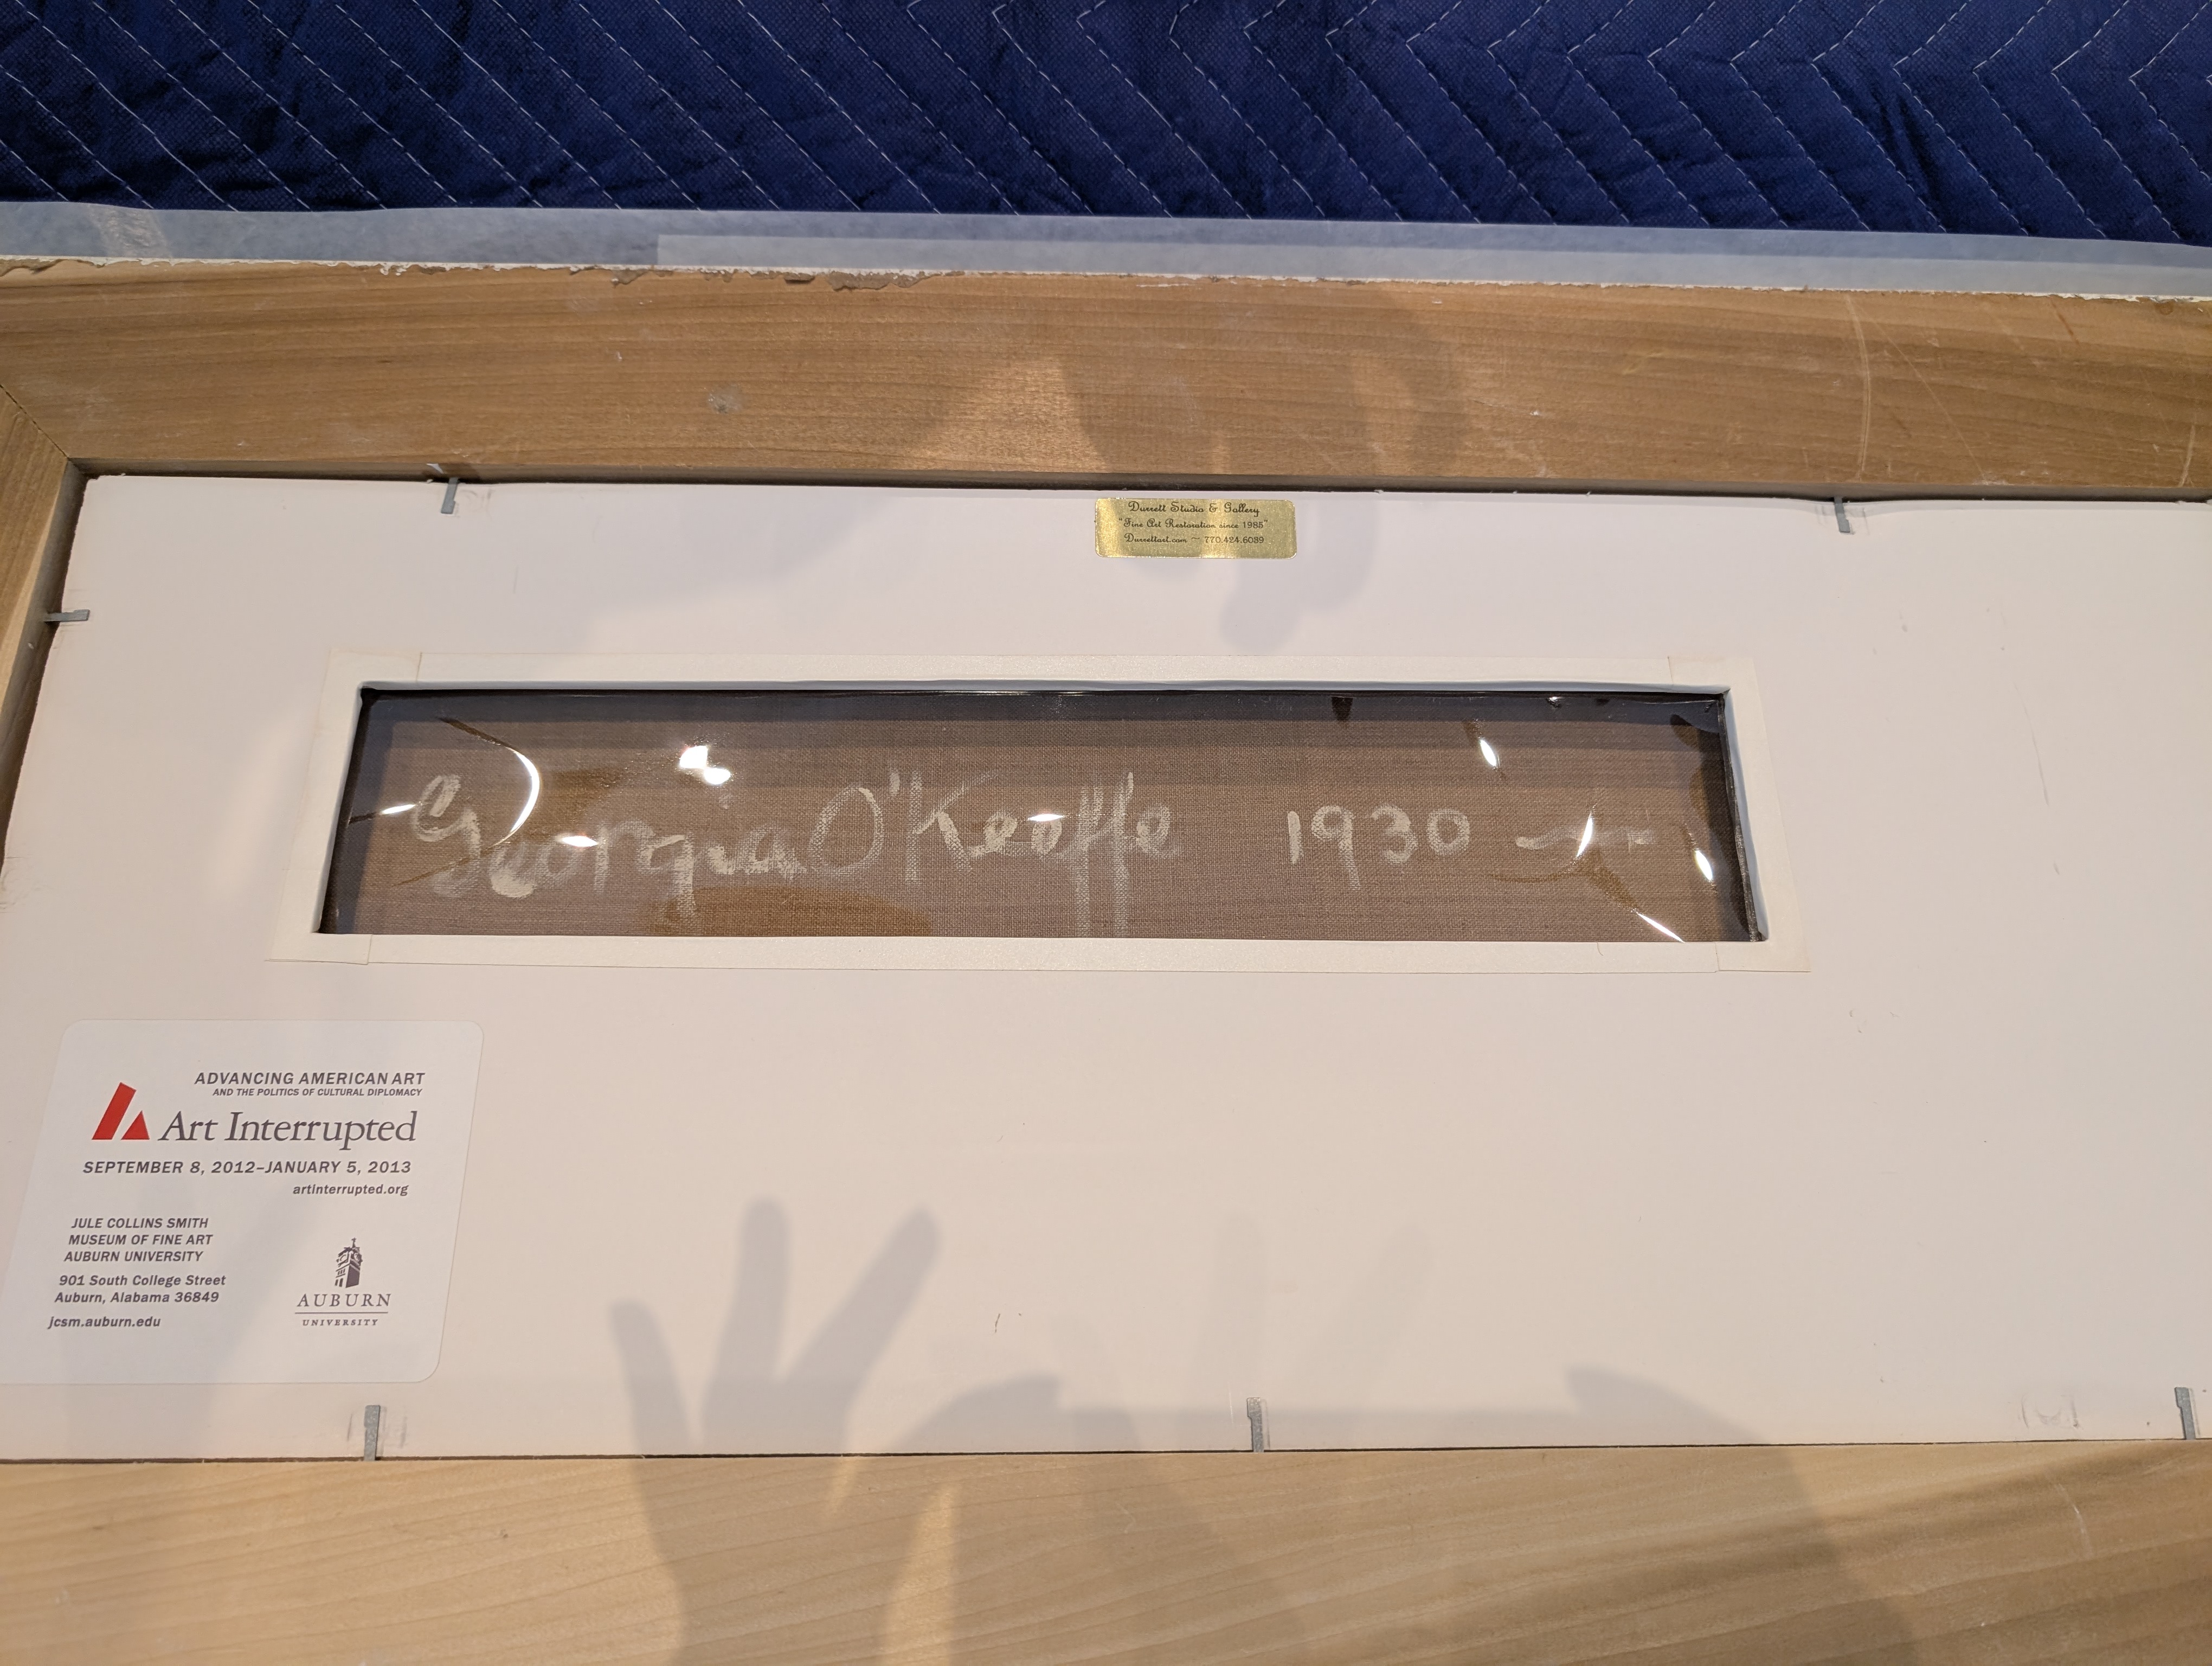 Durrett Studio & Gallery
"Fine Art Restoration since 1985"
Durrettart.com — 770.424.6089
Georgia O'Keeffe 1930 —
ADVANCING AMERICAN ART
AND THE POLITICS OF CULTURAL DIPLOMACY
Art Interrupted
SEPTEMBER 8, 2012–JANUARY 5, 2013
artinterrupted.org
JULE COLLINS SMITH
MUSEUM OF FINE ART
AUBURN UNIVERSITY
901 South College Street
Auburn, Alabama 36849
jcsm.auburn.edu
AUBURN
UNIVERSITY